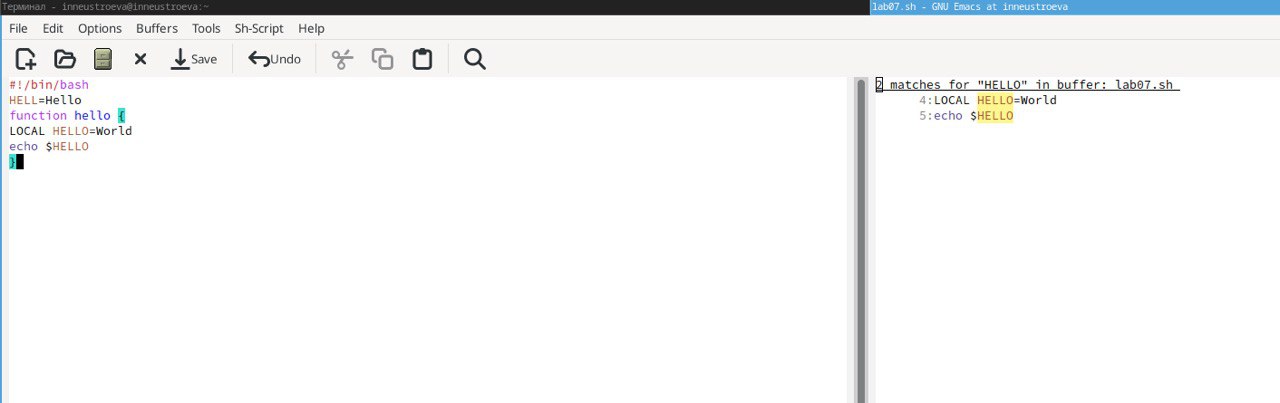 Терминал - inneustroeva@inneustroeva:~
lab07.sh - GNU Emacs at inneustroeva
File Edit Options Buffers Tools Sh-Script Help
Save Undo
#!/bin/bash
HELL=Hello
function hello {
LOCAL HELLO=World
echo $HELLO
}
2 matches for "HELLO" in buffer: lab07.sh
4:LOCAL HELLO=World
5:echo $HELLO